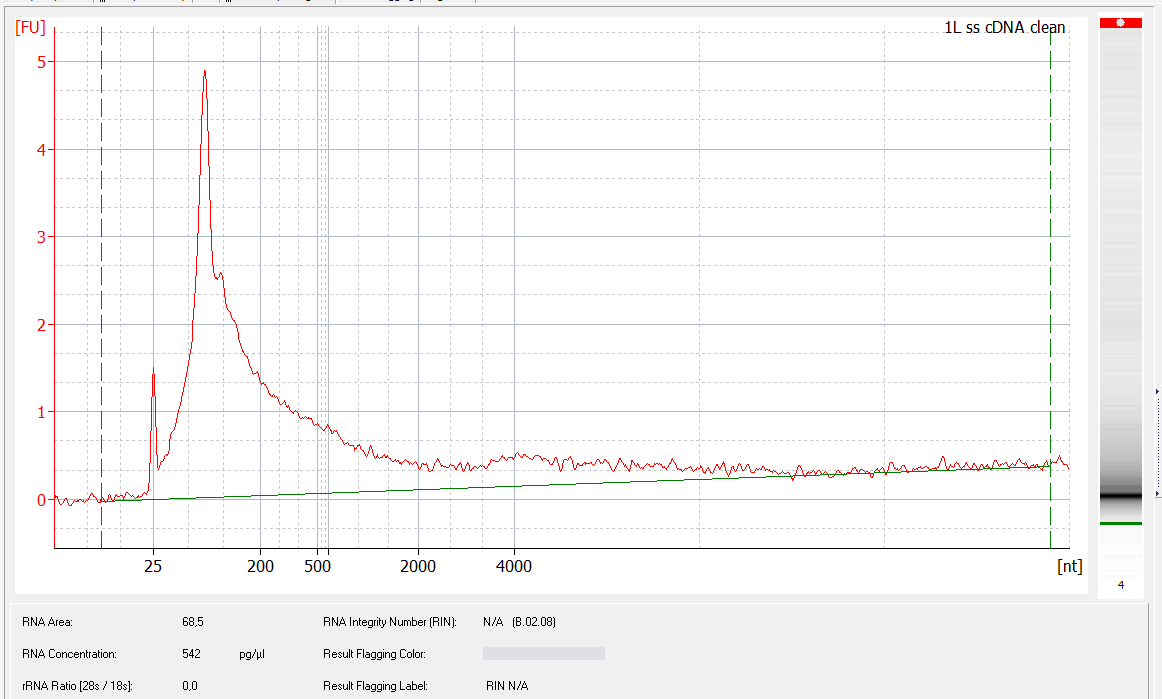 [FU]
1L ss cDNA clean
5
4
3
2
1
0
25 200 500 2000 4000 [nt]
4
RNA Area: 68,5 RNA Integrity Number (RIN): N/A (B.02.08)
RNA Concentration: 542 pg/µl Result Flagging Color:
rRNA Ratio [28s / 18s]: 0,0 Result Flagging Label: RIN N/A